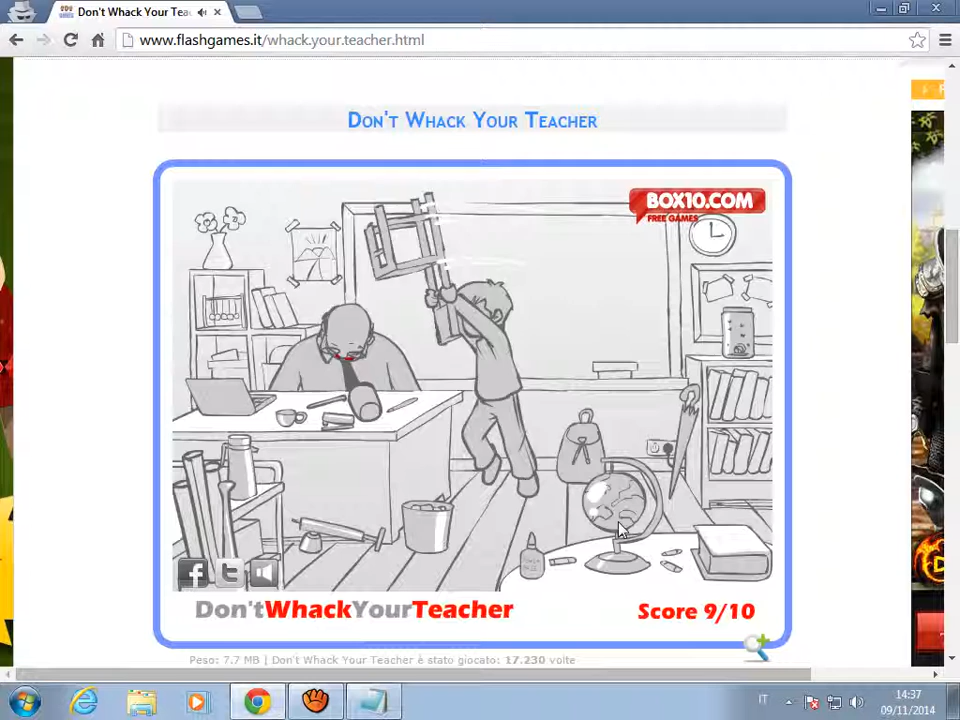 Don't Whack Your Tea
www.flashgames.it/whack.your.teacher.html
DON'T WHACK YOUR TEACHER
BOX10.COM
FREE GAMES
Don'tWhackYourTeacher
Score 9/10
Peso: 7.7 MB | Don't Whack Your Teacher è stato giocato: 17.230 volte
IT
14:37
09/11/2014